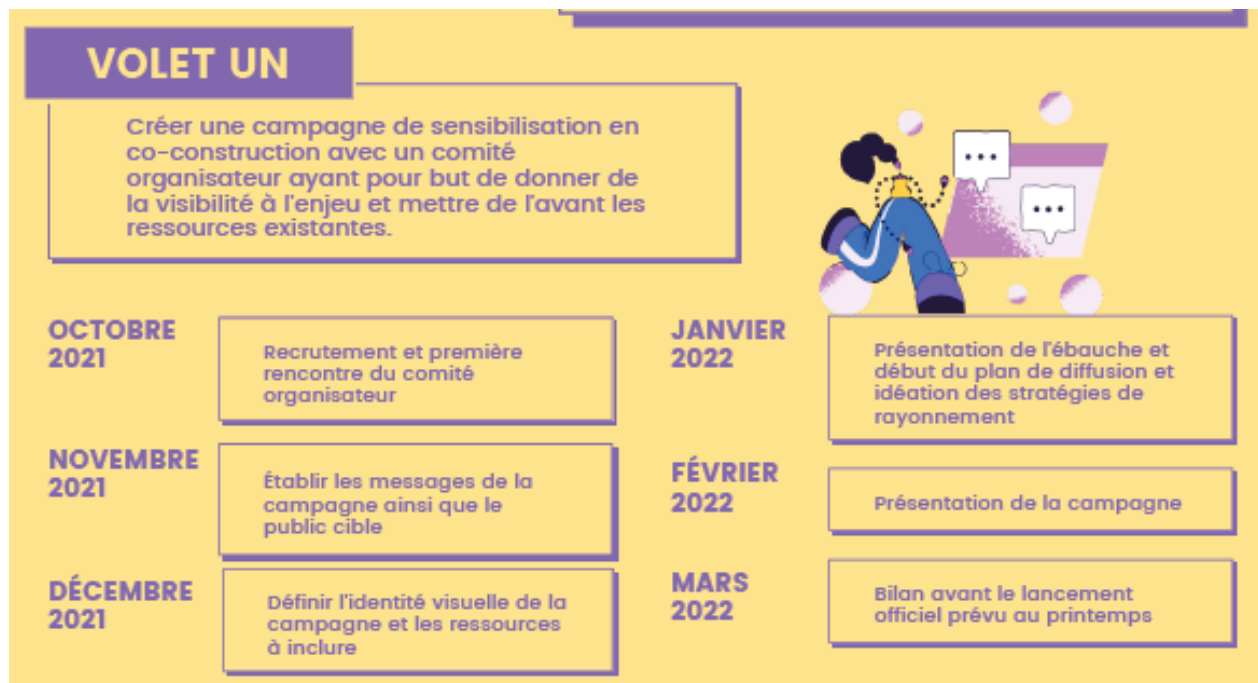 VOLET UN
Créer une campagne de sensibilisation en
co-construction avec un comité
organisateur ayant pour but de donner de
la visibilité à l'enjeu et mettre de l'avant les
ressources existantes.
OCTOBRE
2021
Recrutement et première
rencontre du comité
organisateur
NOVEMBRE
2021
Établir les messages de la
campagne ainsi que le
public cible
DÉCEMBRE
2021
Définir l'identité visuelle de la
campagne et les ressources
à inclure
JANVIER
2022
Présentation de l'ébauche et
début du plan de diffusion et
idéation des stratégies de
rayonnement
FÉVRIER
2022
Présentation de la campagne
MARS
2022
Bilan avant le lancement
officiel prévu au printemps